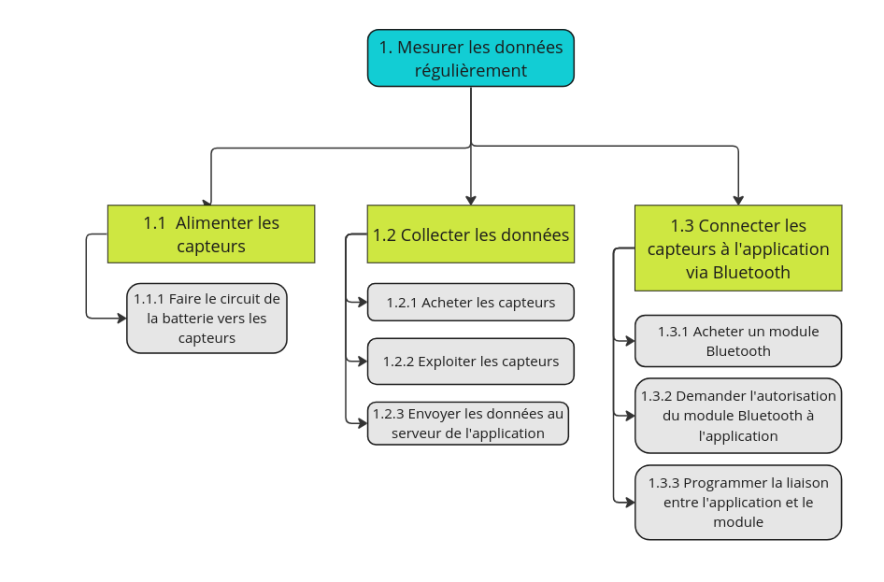 1. Mesurer les données
régulièrement
1.1 Alimenter les
capteurs
1.1.1 Faire le circuit de
la batterie vers les
capteurs
1.2 Collecter les données
1.2.1 Acheter les capteurs
1.2.2 Exploiter les capteurs
1.2.3 Envoyer les données au
serveur de l'application
1.3 Connecter les
capteurs à l'application
via Bluetooth
1.3.1 Acheter un module
Bluetooth
1.3.2 Demander l'autorisation
du module Bluetooth à
l'application
1.3.3 Programmer la liaison
entre l'application et le
module